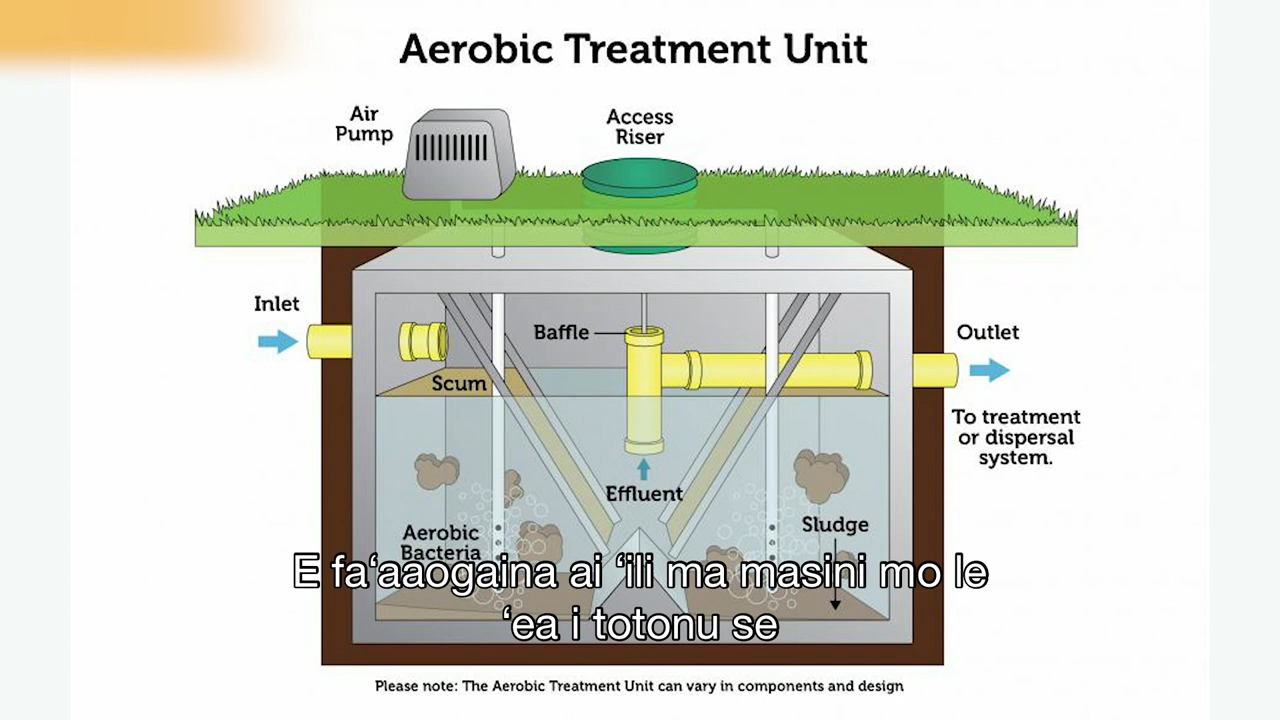 Aerobic Treatment Unit
Air
Pump
Access
Riser
Inlet
Baffle
Outlet
Scum
To treatment
or dispersal
system.
Effluent
Aerobic
Bacteria
Sludge
E fa‘aaogaina ai ‘ili ma masini mo le
‘ea i totonu se
Please note: The Aerobic Treatment Unit can vary in components and design